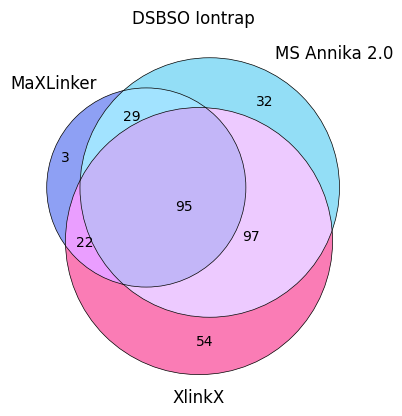 DSBSO Iontrap
MS Annika 2.0
MaXLinker
32
29
3
95
97
22
54
XlinkX